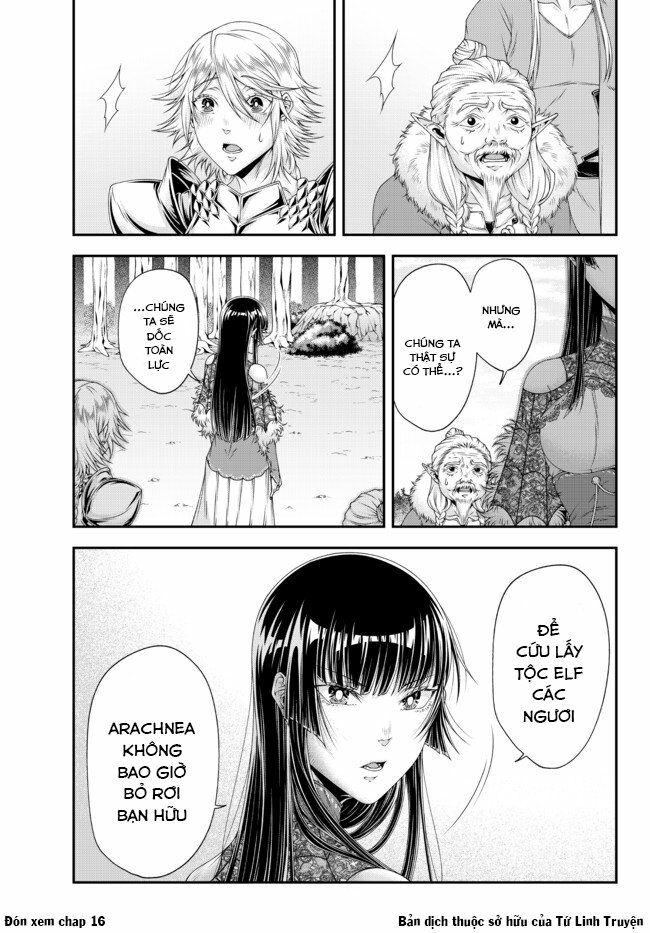 NHƯNG
MÀ...
CHÚNG TA
THẬT SỰ
CÓ THỂ...?
...CHÚNG
TA SẼ
DỐC
TOÀN
LỰC
ĐỂ
CỨU LẤY
TỘC ELF
CÁC
NGƯƠI
ARACHNEA
KHÔNG
BAO GIỜ
BỎ RƠI
BẠN HỮU
Đón xem chap 16
Bản dịch thuộc sở hữu của Tứ Linh Truyện